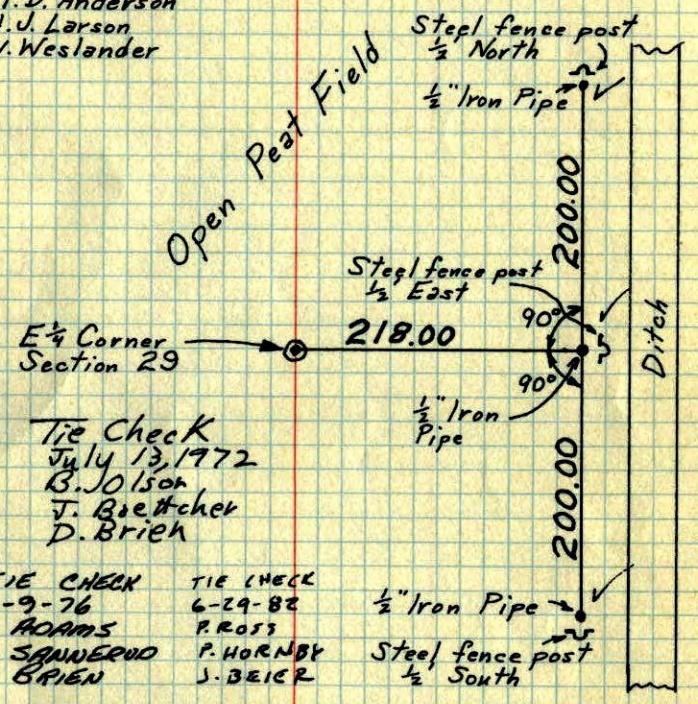 D. Anderson
J. Larson
Weslander
Steel fence post
½ North
½" Iron Pipe
Open Peat Field
200.00
Steel fence post
½ East
90°
218.00
E¼ Corner
Section 29
90°
½" Iron
Pipe
Ditch
Tie Check
July 13, 1972
B. Olson
J. Boettcher
D. Brien
200.00
TIE CHECK
-9-76
ADAMS
SANNERUD
BRIEN
TIE CHECK
6-29-82
P. ROSS
P. HORNBY
J. BEIER
½" Iron Pipe
Steel fence post
½ South